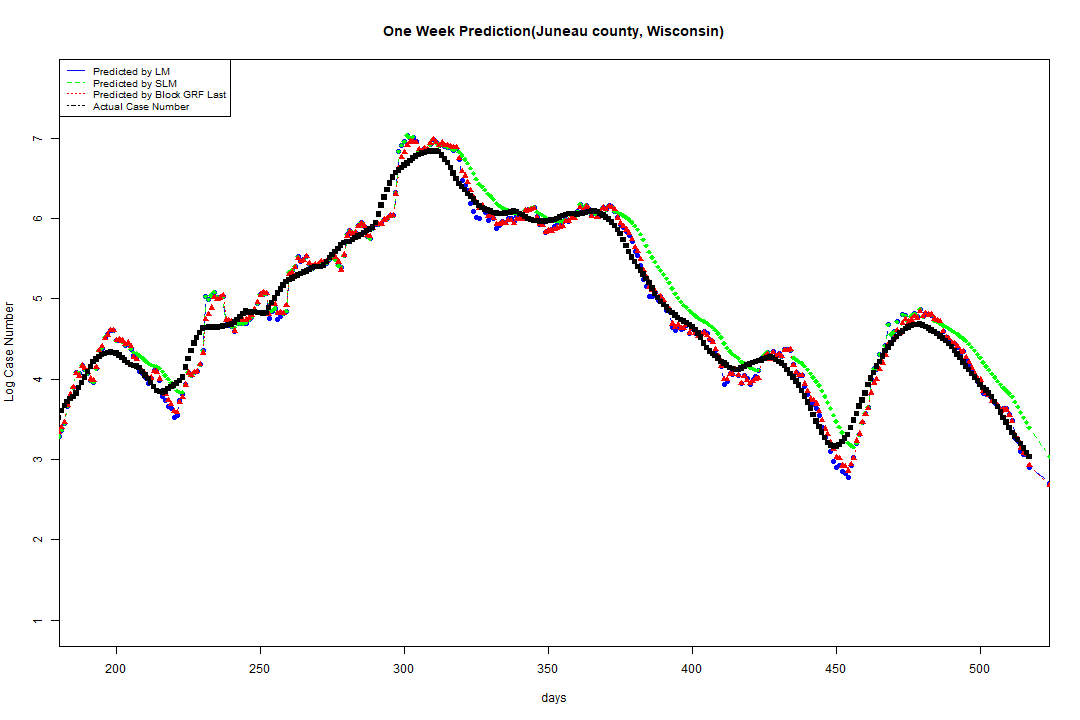 One Week Prediction(Juneau county, Wisconsin)
Predicted by LM
Predicted by SLM
Predicted by Block GRF Last
Actual Case Number
7
6
5
4
3
2
1
Log Case Number
200 250 300 350 400 450 500
days